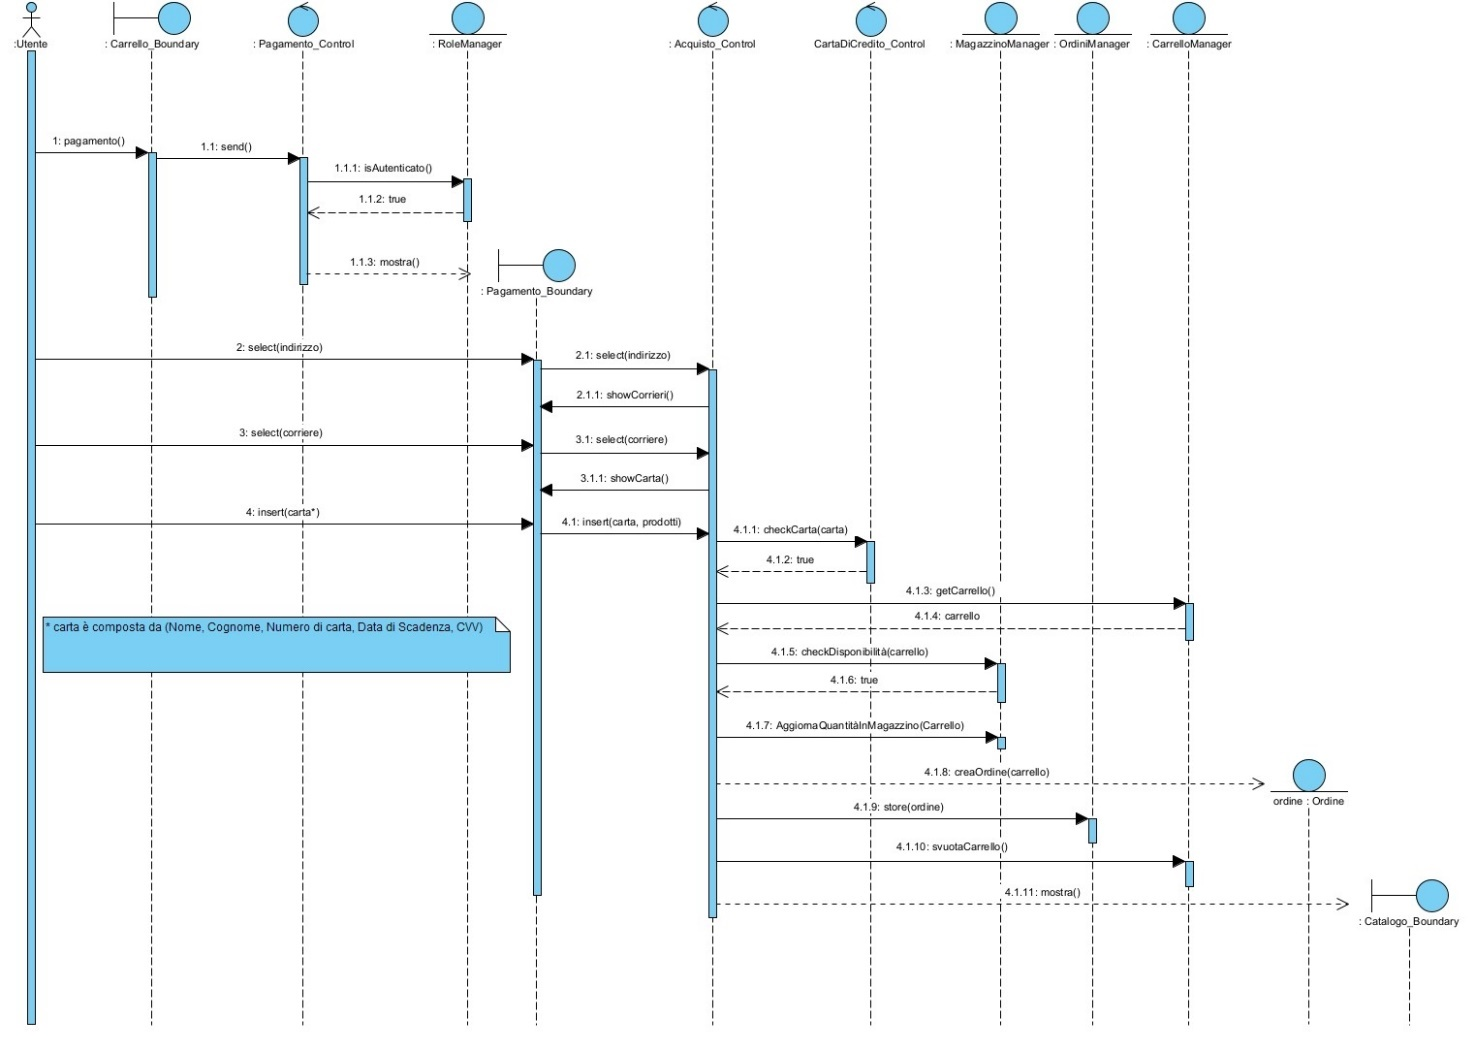 :Utente
: Carrello_Boundary
: Pagamento_Control
: RoleManager
: Acquisto_Control
CartaDiCredito_Control
: MagazzinoManager
: OrdiniManager
: CarrelloManager
1: pagamento()
1.1: send()
1.1.1: isAutenticato()
1.1.2: true
1.1.3: mostra()
: Pagamento_Boundary
2: select(indirizzo)
2.1: select(indirizzo)
2.1.1: showCorrieri()
3: select(corriere)
3.1: select(corriere)
3.1.1: showCarta()
4: insert(carta*)
4.1: insert(carta, prodotti)
4.1.1: checkCarta(carta)
4.1.2: true
4.1.3: getCarrello()
4.1.4: carrello
* carta è composta da (Nome, Cognome, Numero di carta, Data di Scadenza, CVV)
4.1.5: checkDisponibilità(carrello)
4.1.6: true
4.1.7: AggiornaQuantitàInMagazzino(Carrello)
4.1.8: creaOrdine(carrello)
ordine : Ordine
4.1.9: store(ordine)
4.1.10: svuotaCarrello()
4.1.11: mostra()
: Catalogo_Boundary